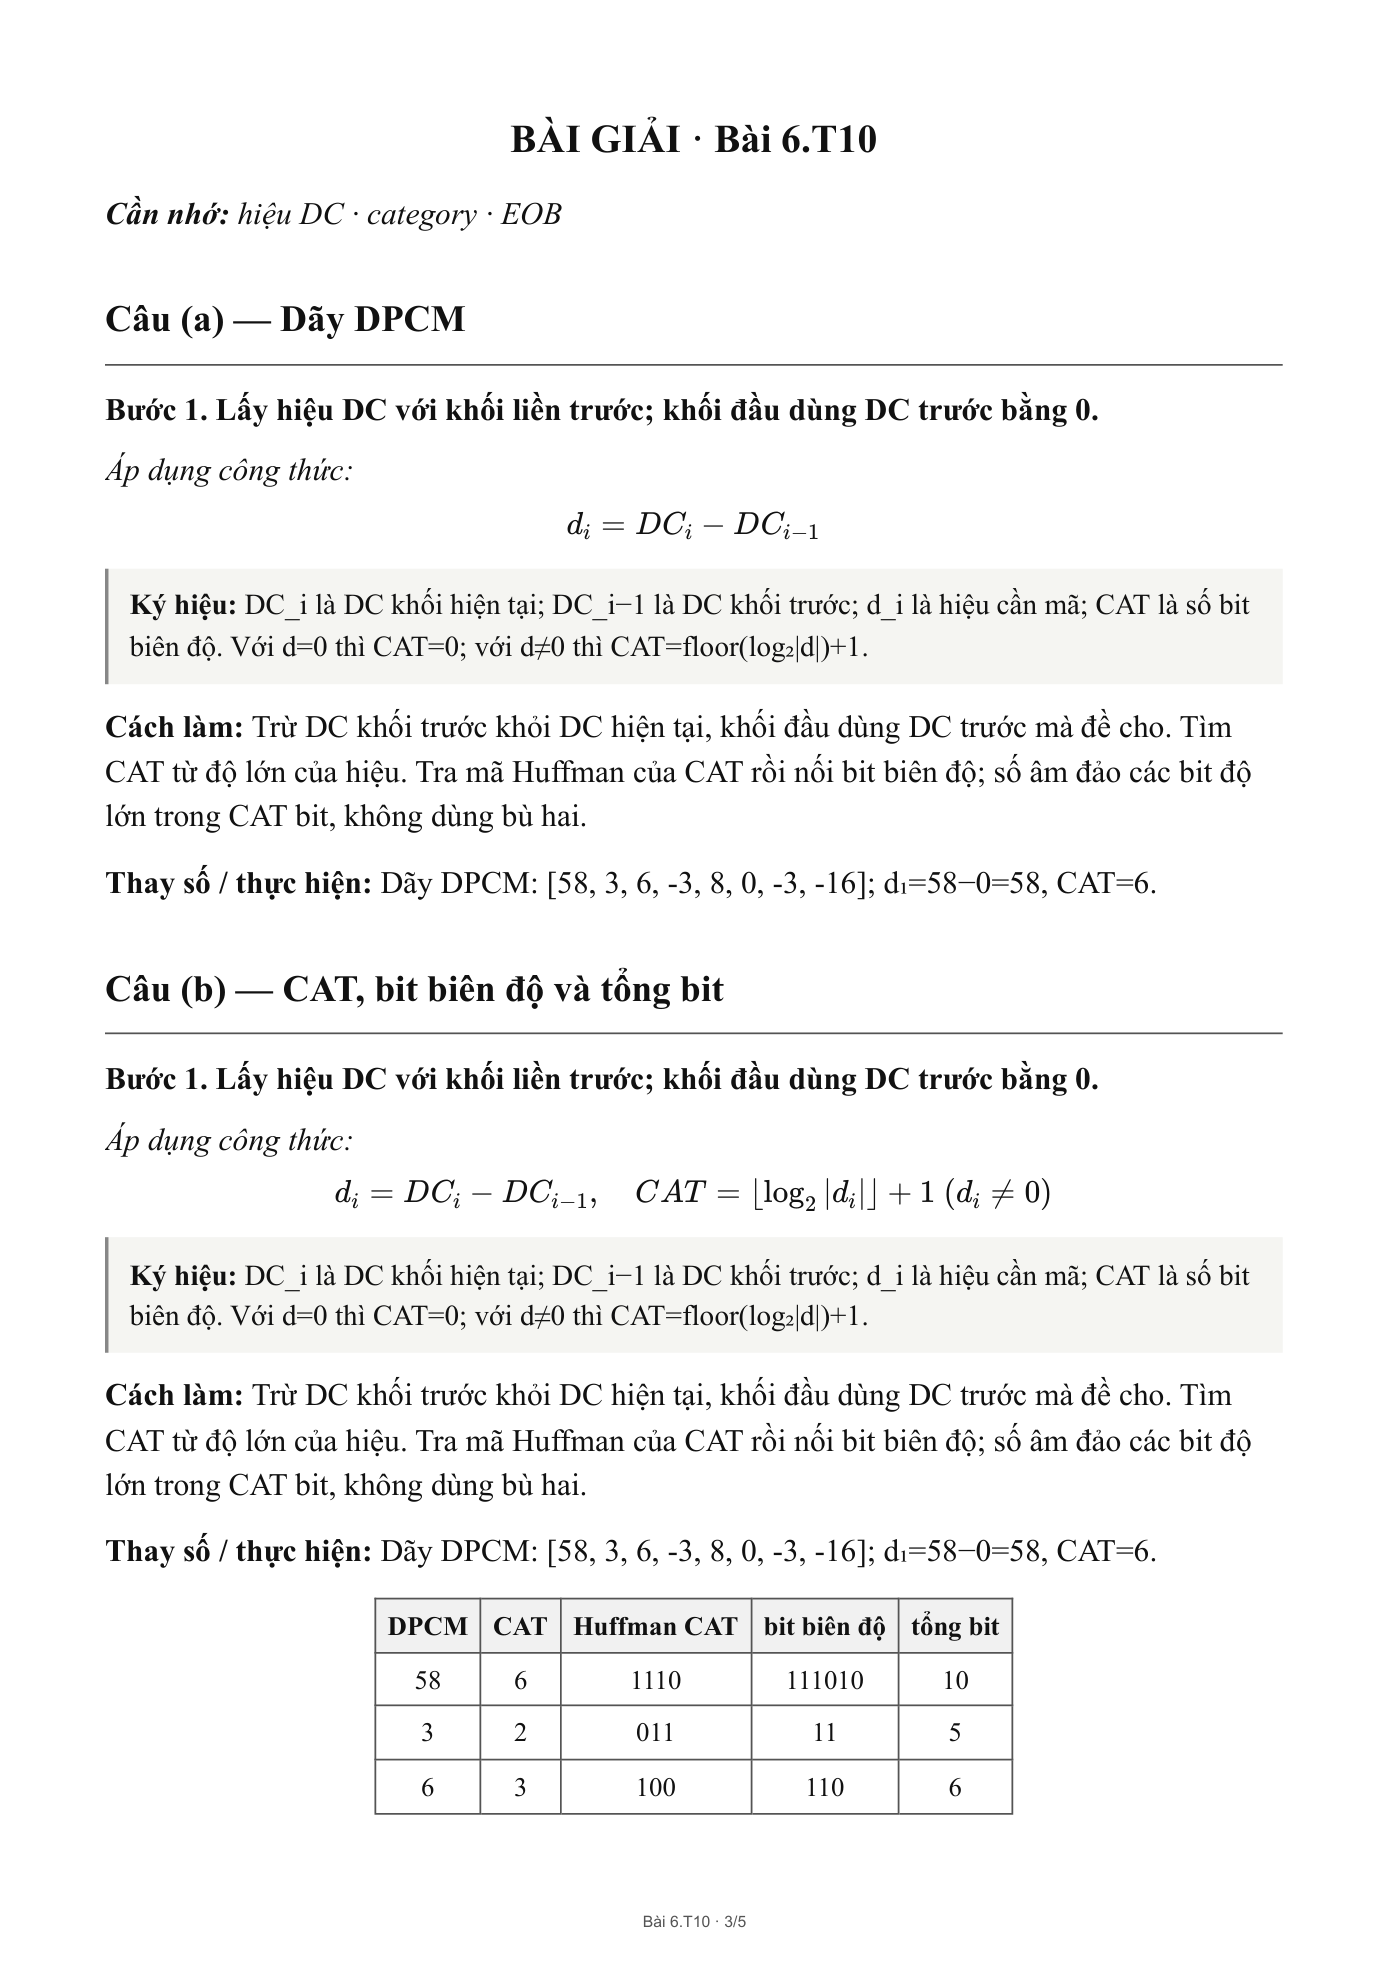 BÀI GIẢI · Bài 6.T10
Cần nhớ: hiệu DC · category · EOB
Câu (a) — Dãy DPCM
Bước 1. Lấy hiệu DC với khối liền trước; khối đầu dùng DC trước bằng 0.
Áp dụng công thức:
d_i = DC_i − DC_{i−1}
Ký hiệu: DC_i là DC khối hiện tại; DC_i−1 là DC khối trước; d_i là hiệu cần mã; CAT là số bit
biên độ. Với d=0 thì CAT=0; với d≠0 thì CAT=floor(log₂|d|)+1.
Cách làm: Trừ DC khối trước khỏi DC hiện tại, khối đầu dùng DC trước mà đề cho. Tìm
CAT từ độ lớn của hiệu. Tra mã Huffman của CAT rồi nối bit biên độ; số âm đảo các bit độ
lớn trong CAT bit, không dùng bù hai.
Thay số / thực hiện: Dãy DPCM: [58, 3, 6, -3, 8, 0, -3, -16]; d₁=58−0=58, CAT=6.
Câu (b) — CAT, bit biên độ và tổng bit
Bước 1. Lấy hiệu DC với khối liền trước; khối đầu dùng DC trước bằng 0.
Áp dụng công thức:
d_i = DC_i − DC_{i−1}, CAT = ⌊log₂ |d_i|⌋ + 1 (d_i ≠ 0)
Ký hiệu: DC_i là DC khối hiện tại; DC_i−1 là DC khối trước; d_i là hiệu cần mã; CAT là số bit
biên độ. Với d=0 thì CAT=0; với d≠0 thì CAT=floor(log₂|d|)+1.
Cách làm: Trừ DC khối trước khỏi DC hiện tại, khối đầu dùng DC trước mà đề cho. Tìm
CAT từ độ lớn của hiệu. Tra mã Huffman của CAT rồi nối bit biên độ; số âm đảo các bit độ
lớn trong CAT bit, không dùng bù hai.
Thay số / thực hiện: Dãy DPCM: [58, 3, 6, -3, 8, 0, -3, -16]; d₁=58−0=58, CAT=6.
DPCM CAT Huffman CAT bit biên độ tổng bit
58 6 1110 111010 10
3 2 011 11 5
6 3 100 110 6
Bài 6.T10 · 3/5